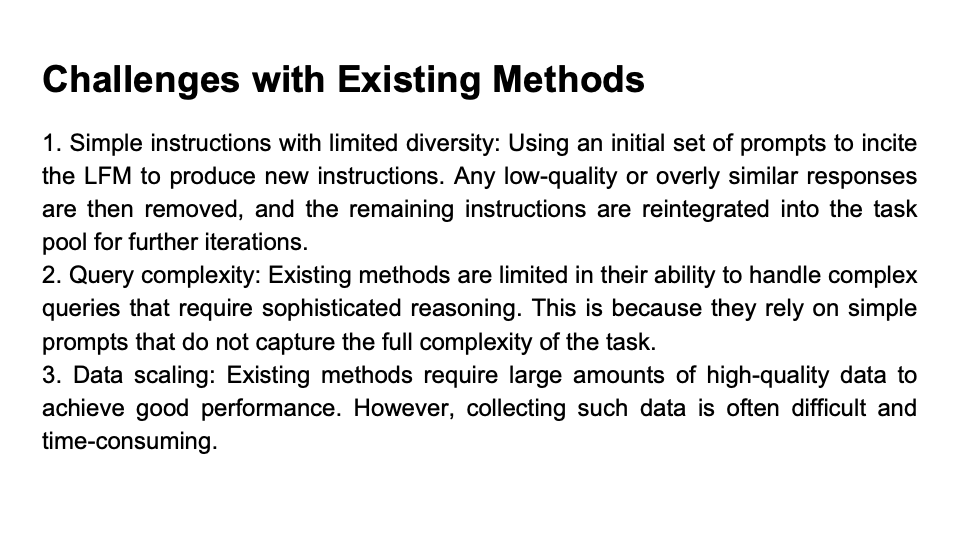 Challenges with Existing Methods
1. Simple instructions with limited diversity: Using an initial set of prompts to incite
the LFM to produce new instructions. Any low-quality or overly similar responses
are then removed, and the remaining instructions are reintegrated into the task
pool for further iterations.
2. Query complexity: Existing methods are limited in their ability to handle complex
queries that require sophisticated reasoning. This is because they rely on simple
prompts that do not capture the full complexity of the task.
3. Data scaling: Existing methods require large amounts of high-quality data to
achieve good performance. However, collecting such data is often difficult and
time-consuming.